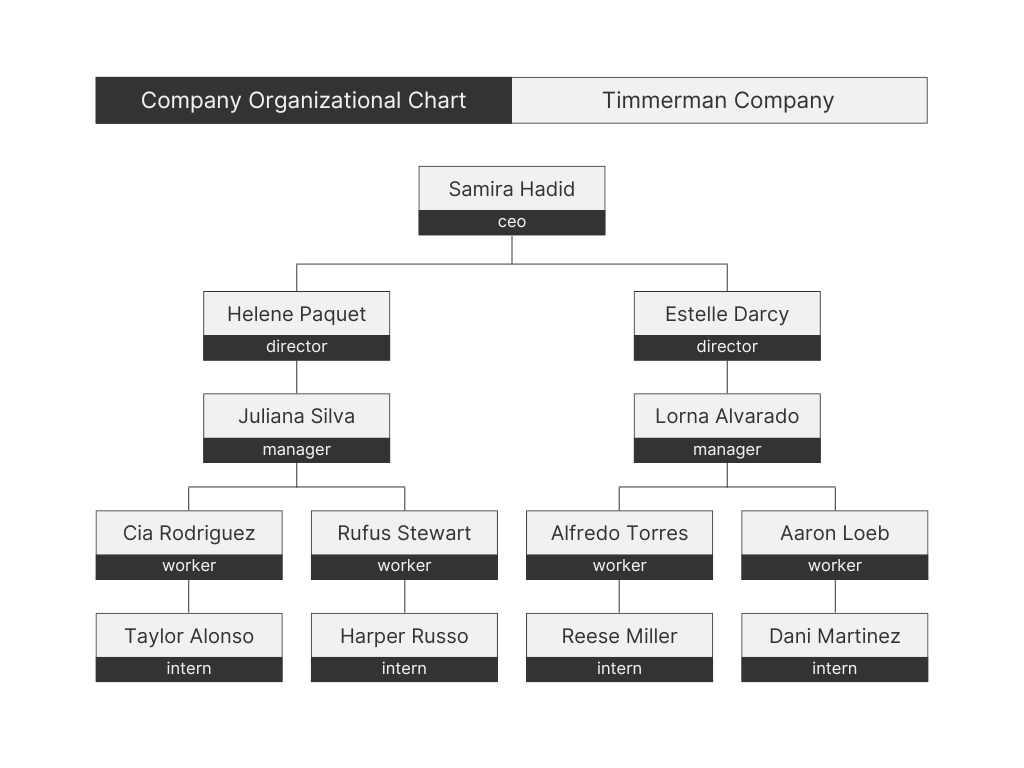 Company Organizational Chart
Timmerman Company
Samira Hadid
ceo
Helene Paquet
director
Estelle Darcy
director
Juliana Silva
manager
Lorna Alvarado
manager
Cia Rodriguez
worker
Rufus Stewart
worker
Alfredo Torres
worker
Aaron Loeb
worker
Taylor Alonso
intern
Harper Russo
intern
Reese Miller
intern
Dani Martinez
intern